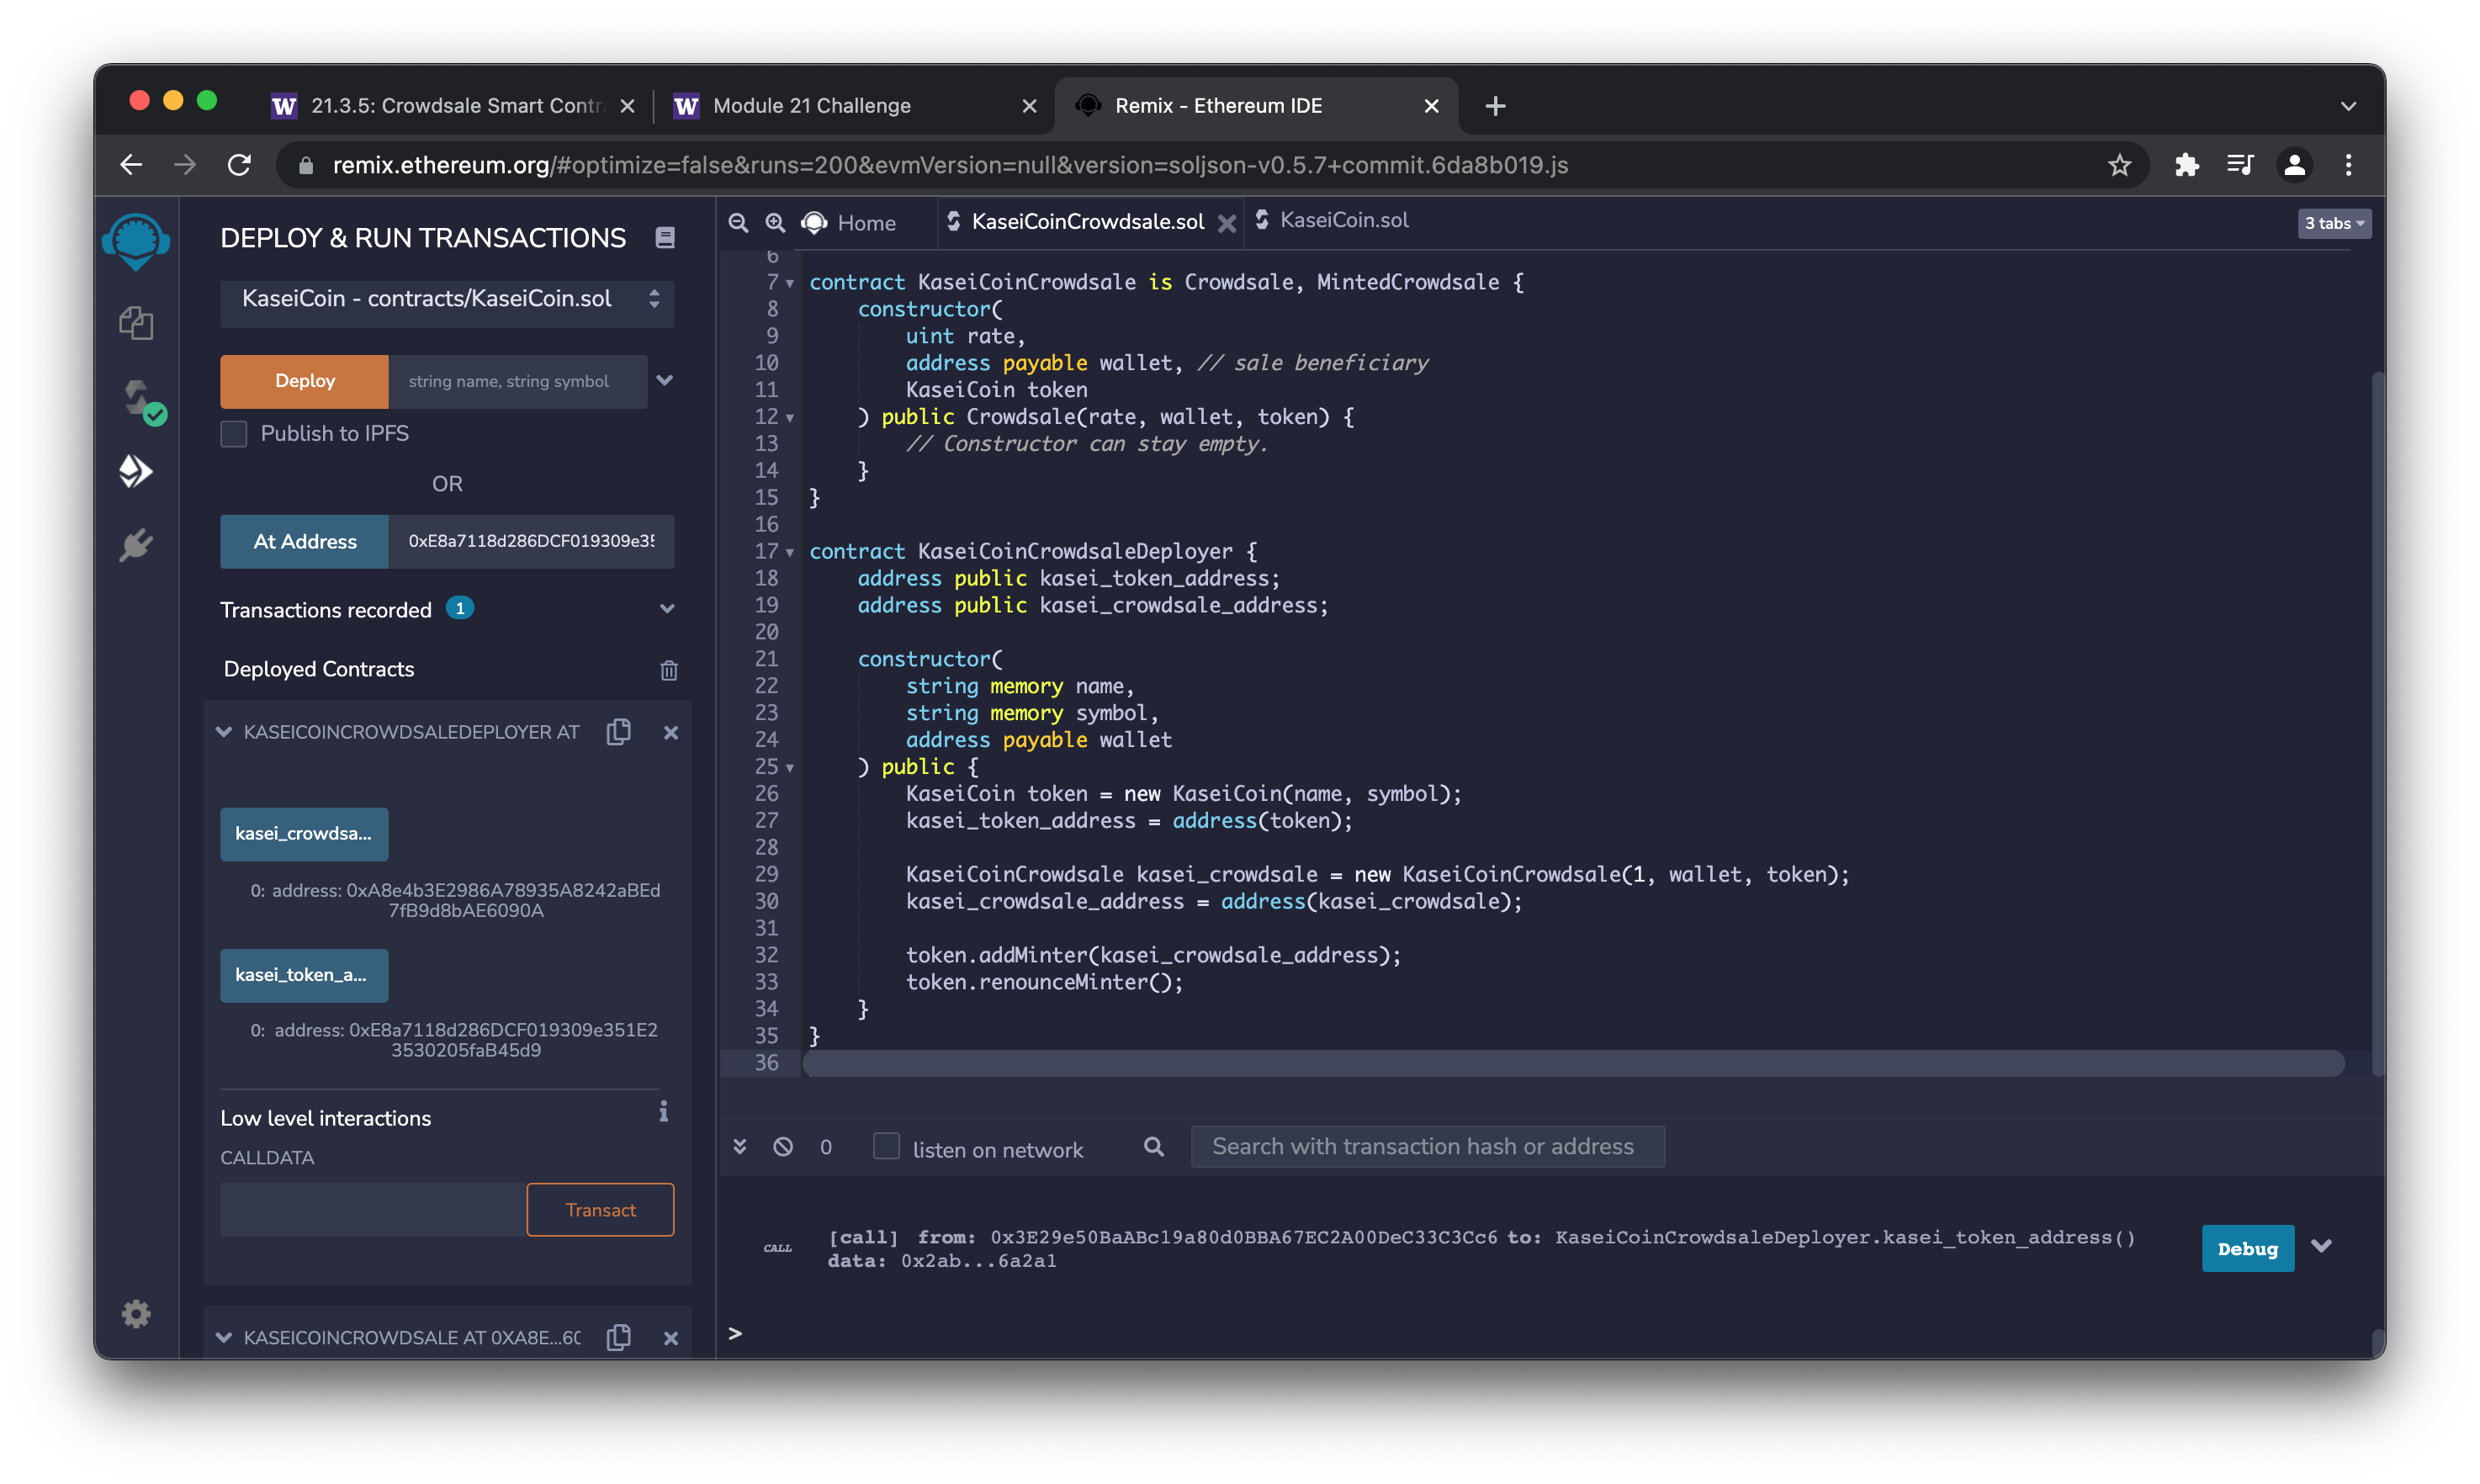 21.3.5: Crowdsale Smart Contr
Module 21 Challenge
Remix - Ethereum IDE
remix.ethereum.org/#optimize=false&runs=200&evmVersion=null&version=soljson-v0.5.7+commit.6da8b019.js
DEPLOY & RUN TRANSACTIONS
KaseiCoin - contracts/KaseiCoin.sol
Deploy string name, string symbol
Publish to IPFS
OR
At Address 0xE8a7118d286DCF019309e35
Transactions recorded 1
Deployed Contracts
KASEICOINCROWDSALEDEPLOYER AT
kasei_crowdsa...
0: address: 0xA8e4b3E2986A78935A8242aBEd
7fB9d8bAE6090A
kasei_token_a...
0: address: 0xE8a7118d286DCF019309e351E2
3530205faB45d9
Low level interactions
CALLDATA
Transact
KASEICOINCROWDSALE AT 0XA8E...60
Home
KaseiCoinCrowdsale.sol
KaseiCoin.sol
3 tabs
6
7 contract KaseiCoinCrowdsale is Crowdsale, MintedCrowdsale {
8 constructor(
9 uint rate,
10 address payable wallet, // sale beneficiary
11 KaseiCoin token
12 ) public Crowdsale(rate, wallet, token) {
13 // Constructor can stay empty.
14 }
15 }
16
17 contract KaseiCoinCrowdsaleDeployer {
18 address public kasei_token_address;
19 address public kasei_crowdsale_address;
20
21 constructor(
22 string memory name,
23 string memory symbol,
24 address payable wallet
25 ) public {
26 KaseiCoin token = new KaseiCoin(name, symbol);
27 kasei_token_address = address(token);
28
29 KaseiCoinCrowdsale kasei_crowdsale = new KaseiCoinCrowdsale(1, wallet, token);
30 kasei_crowdsale_address = address(kasei_crowdsale);
31
32 token.addMinter(kasei_crowdsale_address);
33 token.renounceMinter();
34 }
35 }
36
0 listen on network Search with transaction hash or address
CALL [call] from: 0x3E29e50BaABc19a80d0BBA67EC2A00DeC33C3Cc6 to: KaseiCoinCrowdsaleDeployer.kasei_token_address()
data: 0x2ab...6a2a1
Debug
>